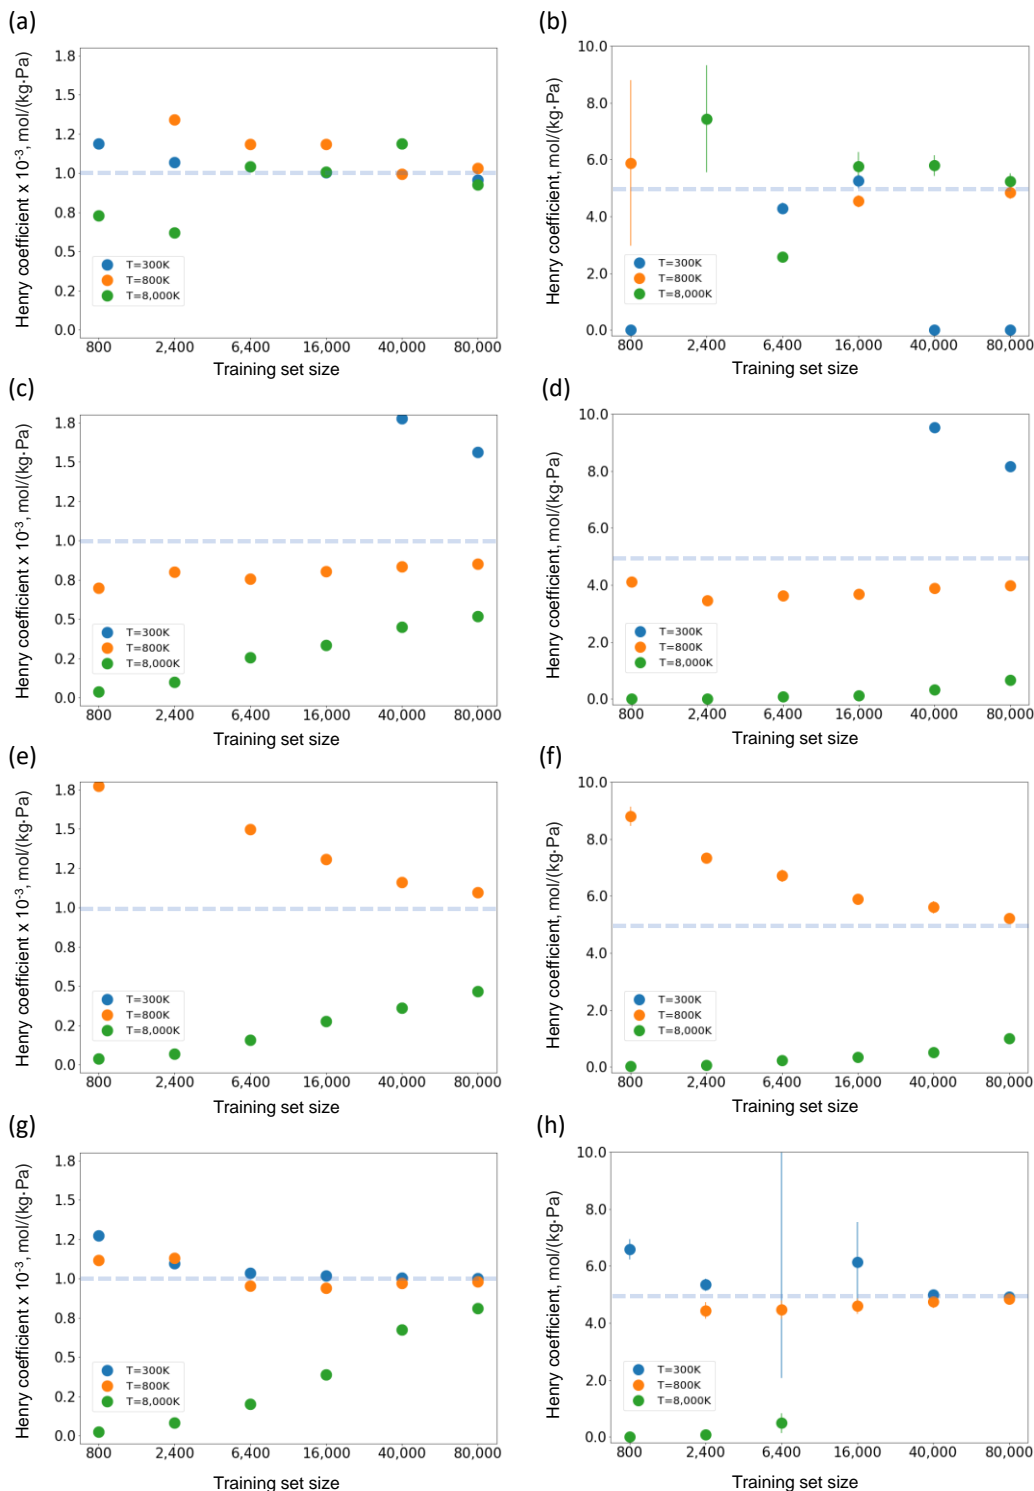 (a)
Henry coefficient x 10⁻³, mol/(kg·Pa)
1.8
1.5
1.2
1.0
0.8
0.5
0.2
0.0
T=300K
T=800K
T=8,000K
800 2,400 6,400 16,000 40,000 80,000
Training set size
(b)
Henry coefficient, mol/(kg·Pa)
10.0
8.0
6.0
4.0
2.0
0.0
T=300K
T=800K
T=8,000K
800 2,400 6,400 16,000 40,000 80,000
Training set size
(c)
Henry coefficient x 10⁻³, mol/(kg·Pa)
1.8
1.5
1.2
1.0
0.8
0.5
0.2
0.0
T=300K
T=800K
T=8,000K
800 2,400 6,400 16,000 40,000 80,000
Training set size
(d)
Henry coefficient, mol/(kg·Pa)
10.0
8.0
6.0
4.0
2.0
0.0
T=300K
T=800K
T=8,000K
800 2,400 6,400 16,000 40,000 80,000
Training set size
(e)
Henry coefficient x 10⁻³, mol/(kg·Pa)
1.8
1.5
1.2
1.0
0.8
0.5
0.2
0.0
T=300K
T=800K
T=8,000K
800 2,400 6,400 16,000 40,000 80,000
Training set size
(f)
Henry coefficient, mol/(kg·Pa)
10.0
8.0
6.0
4.0
2.0
0.0
T=300K
T=800K
T=8,000K
800 2,400 6,400 16,000 40,000 80,000
Training set size
(g)
Henry coefficient x 10⁻³, mol/(kg·Pa)
1.8
1.5
1.2
1.0
0.8
0.5
0.2
0.0
T=300K
T=800K
T=8,000K
800 2,400 6,400 16,000 40,000 80,000
Training set size
(h)
Henry coefficient, mol/(kg·Pa)
10.0
8.0
6.0
4.0
2.0
0.0
T=300K
T=800K
T=8,000K
800 2,400 6,400 16,000 40,000 80,000
Training set size